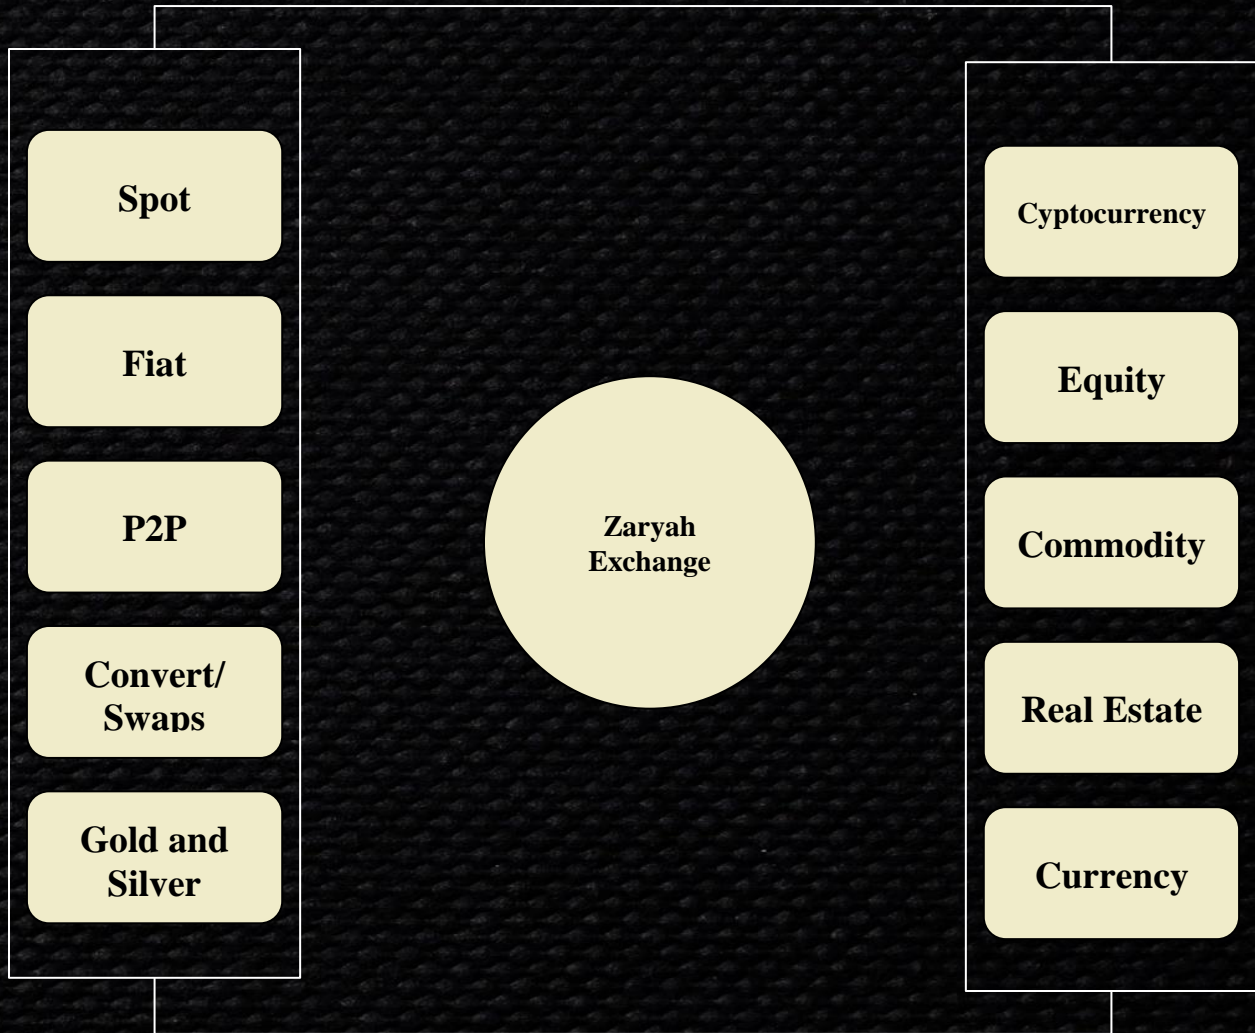 Spot
Fiat
P2P
Convert/
Swaps
Gold and
Silver
Zaryah
Exchange
Cyptocurrency
Equity
Commodity
Real Estate
Currency